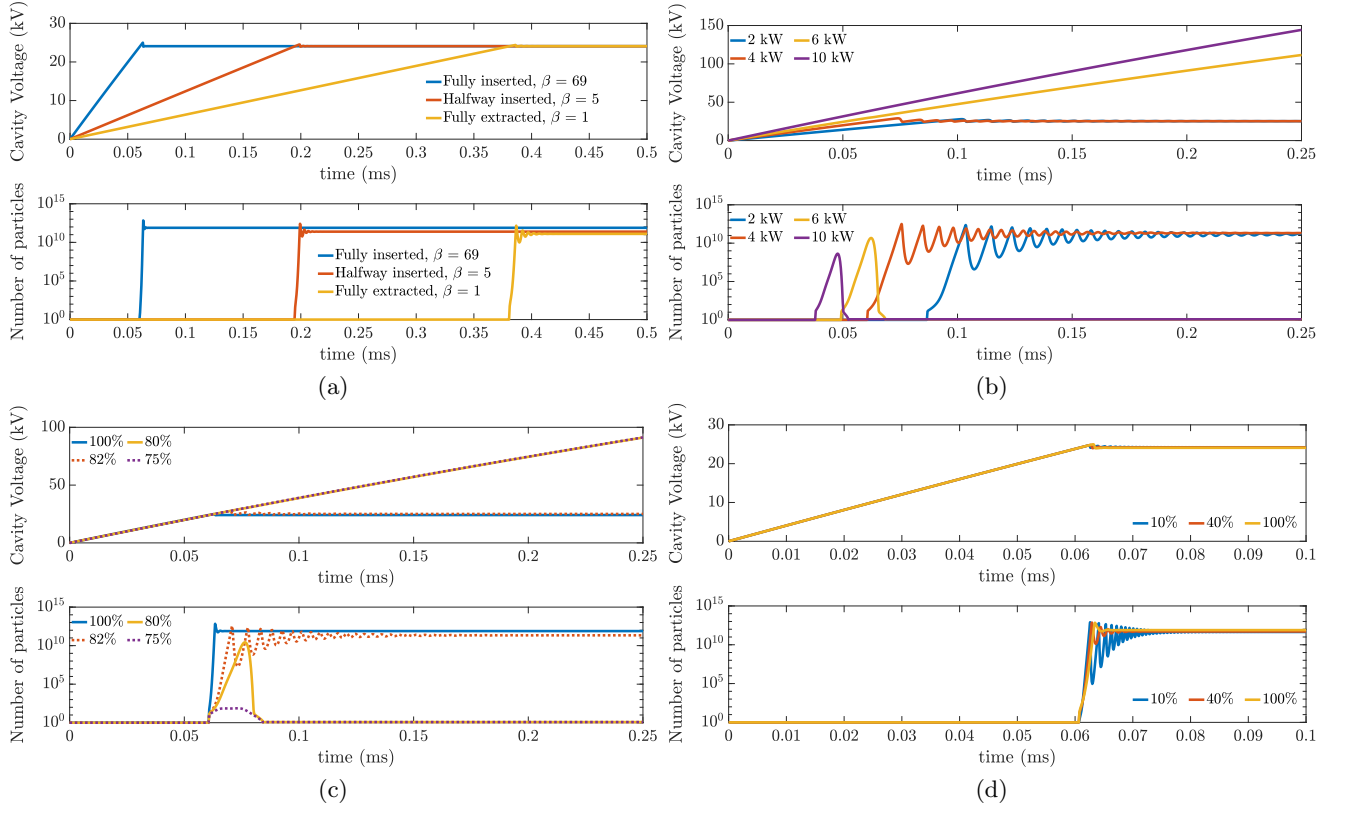 Cavity Voltage (kV)
30
20
10
0
0 0.05 0.1 0.15 0.2 0.25 0.3 0.35 0.4 0.45 0.5
time (ms)
Fully inserted, β = 69
Halfway inserted, β = 5
Fully extracted, β = 1
Number of particles
10^15
10^10
10^5
10^0
0 0.05 0.1 0.15 0.2 0.25 0.3 0.35 0.4 0.45 0.5
time (ms)
Fully inserted, β = 69
Halfway inserted, β = 5
Fully extracted, β = 1
(a)
Cavity Voltage (kV)
150
100
50
0
0 0.05 0.1 0.15 0.2 0.25
time (ms)
2 kW 6 kW
4 kW 10 kW
Number of particles
10^15
10^10
10^5
10^0
0 0.05 0.1 0.15 0.2 0.25
time (ms)
2 kW 6 kW
4 kW 10 kW
(b)
Cavity Voltage (kV)
100
50
0
0 0.05 0.1 0.15 0.2 0.25
time (ms)
100% 80%
82% 75%
Number of particles
10^15
10^10
10^5
10^0
0 0.05 0.1 0.15 0.2 0.25
time (ms)
100% 80%
82% 75%
(c)
Cavity Voltage (kV)
30
20
10
0
0 0.01 0.02 0.03 0.04 0.05 0.06 0.07 0.08 0.09 0.1
time (ms)
10% 40% 100%
Number of particles
10^15
10^10
10^5
10^0
0 0.01 0.02 0.03 0.04 0.05 0.06 0.07 0.08 0.09 0.1
time (ms)
10% 40% 100%
(d)